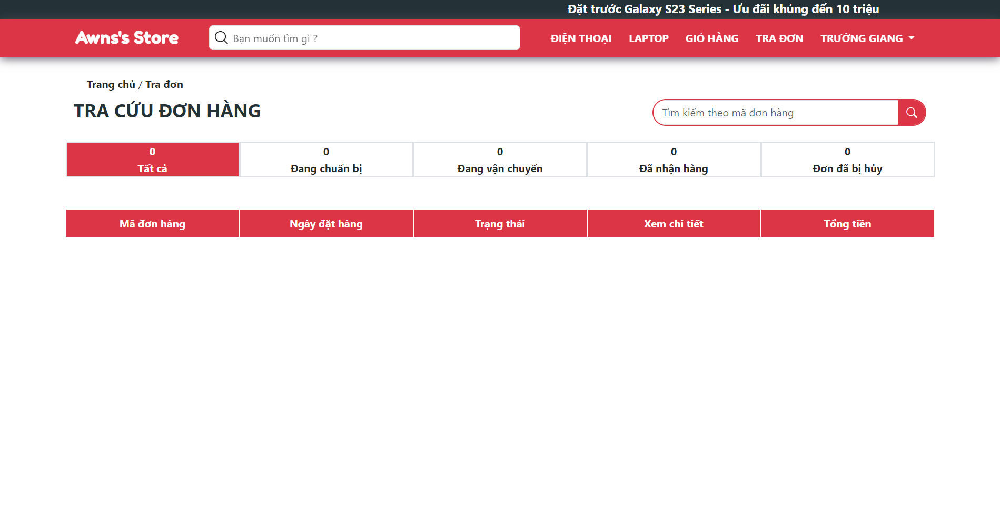 Đặt trước Galaxy S23 Series - Ưu đãi khủng đến 10 triệu
Awns's Store
Bạn muốn tìm gì ?
ĐIỆN THOẠI
LAPTOP
GIỎ HÀNG
TRA ĐƠN
TRƯỜNG GIANG
Trang chủ / Tra đơn
TRA CỨU ĐƠN HÀNG
Tìm kiếm theo mã đơn hàng
0
Tất cả
0
Đang chuẩn bị
0
Đang vận chuyển
0
Đã nhận hàng
0
Đơn đã bị hủy
Mã đơn hàng
Ngày đặt hàng
Trạng thái
Xem chi tiết
Tổng tiền